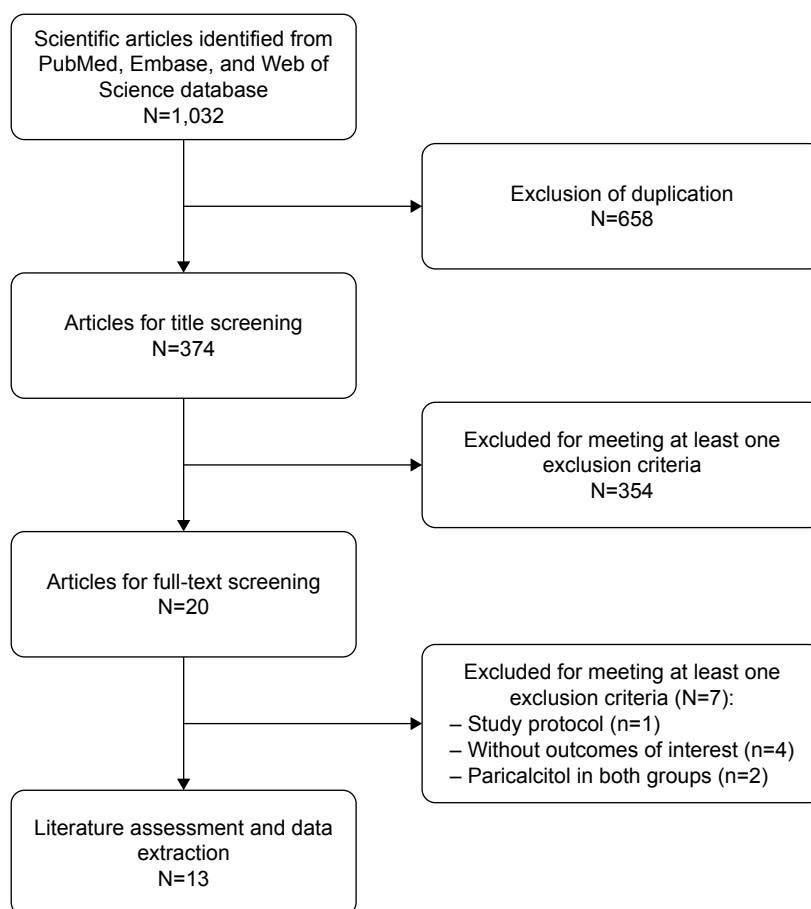 Scientific articles identified from
PubMed, Embase, and Web of
Science database
N=1,032
Exclusion of duplication
N=658
Articles for title screening
N=374
Excluded for meeting at least one
exclusion criteria
N=354
Articles for full-text screening
N=20
Excluded for meeting at least one
exclusion criteria (N=7):
– Study protocol (n=1)
– Without outcomes of interest (n=4)
– Paricalcitol in both groups (n=2)
Literature assessment and data
extraction
N=13